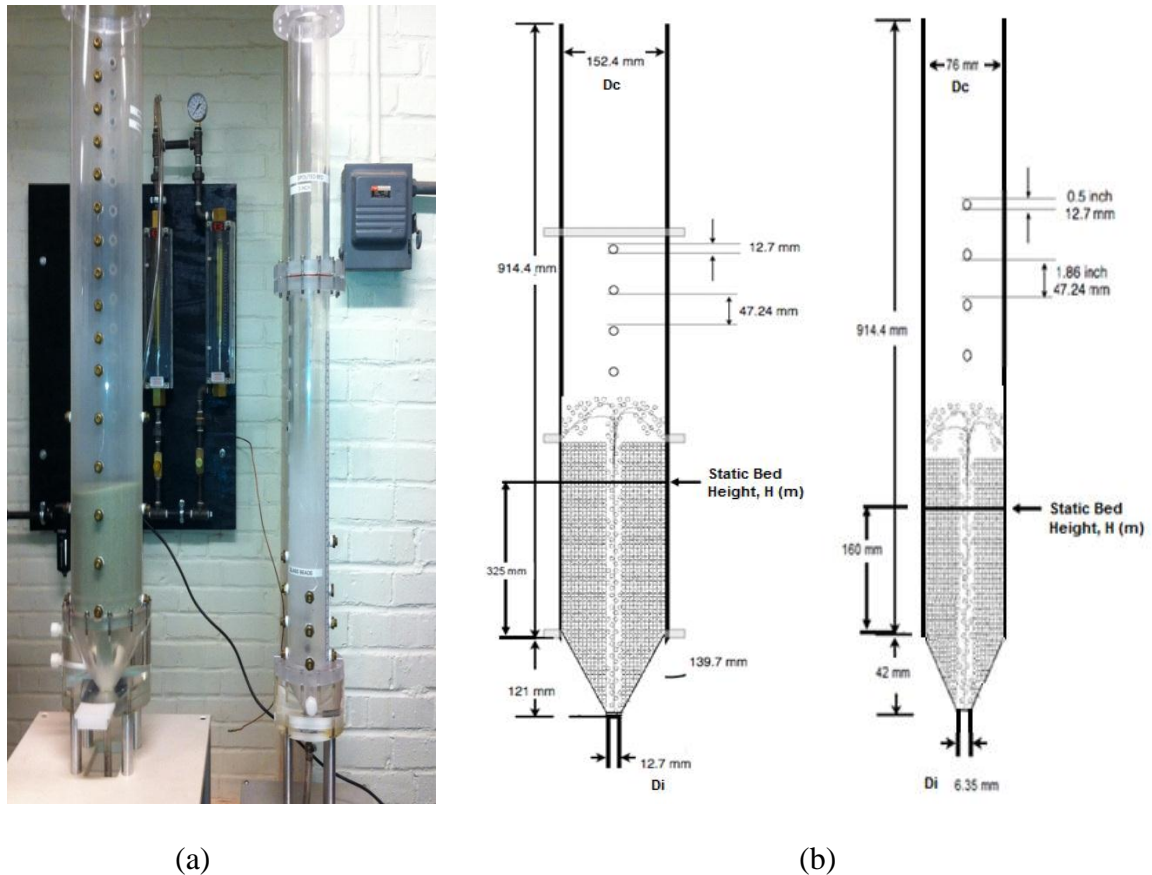 152.4 mm
Dc
914.4 mm
12.7 mm
47.24 mm
Static Bed
Height, H (m)
325 mm
139.7 mm
121 mm
12.7 mm
Di
76 mm
Dc
0.5 inch
12.7 mm
1.86 inch
47.24 mm
914.4 mm
Static Bed
Height, H (m)
160 mm
42 mm
Di 6.35 mm
(a)
(b)